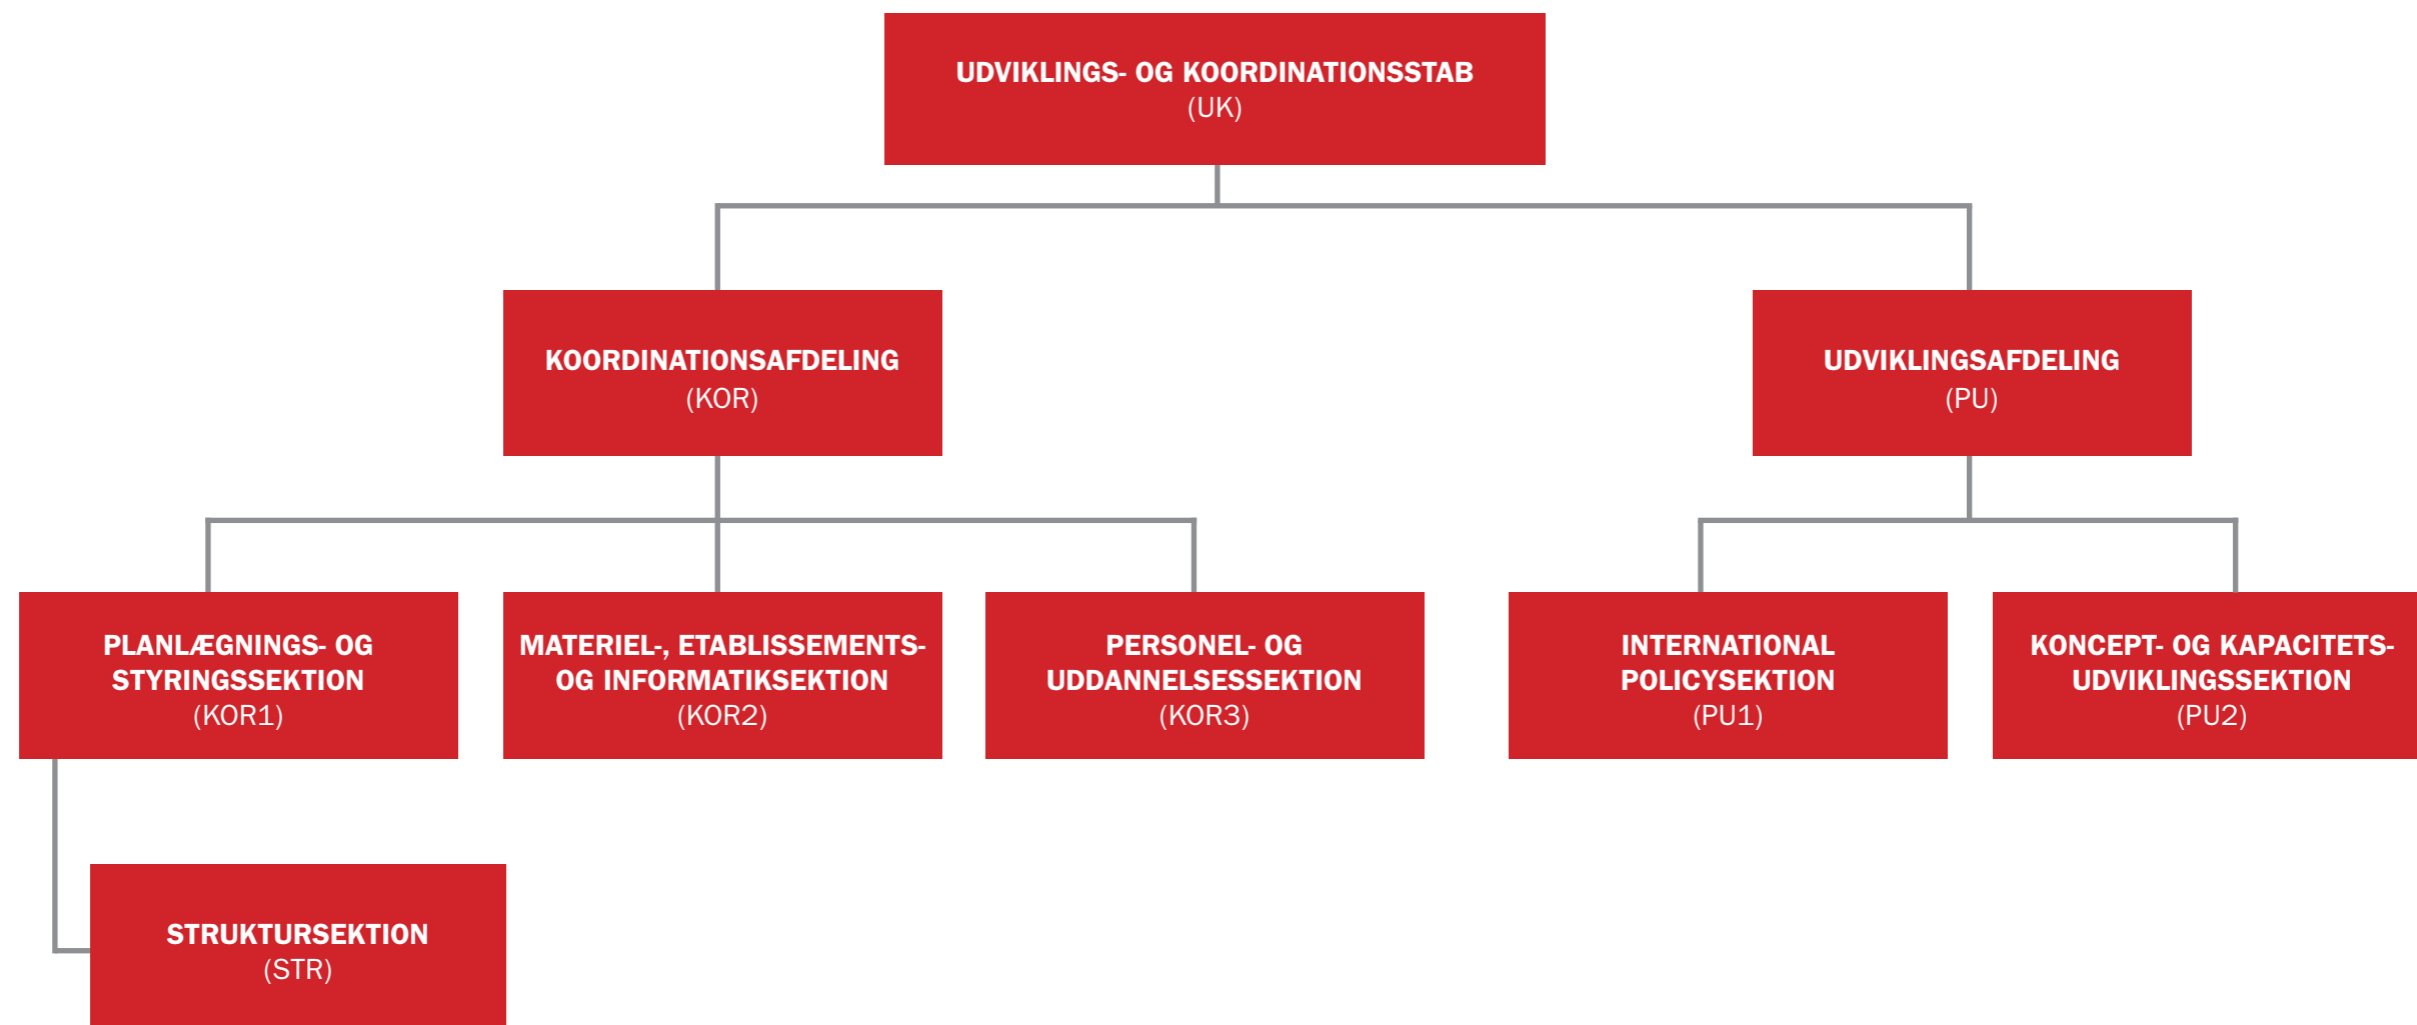 UDVIKLINGS- OG KOORDINATIONSSTAB
(UK)
KOORDINATIONSAFDELING
(KOR)
UDVIKLINGSAFDELING
(PU)
PLANLÆGNINGS- OG
STYRINGSSEKTION
(KOR1)
MATERIEL-, ETABLISSEMENTS-
OG INFORMATIKSEKTION
(KOR2)
PERSONEL- OG
UDDANNELSESSEKTION
(KOR3)
INTERNATIONAL
POLICYSEKTION
(PU1)
KONCEPT- OG KAPACITETS-
UDVIKLINGSSEKTION
(PU2)
STRUKTURSEKTION
(STR)